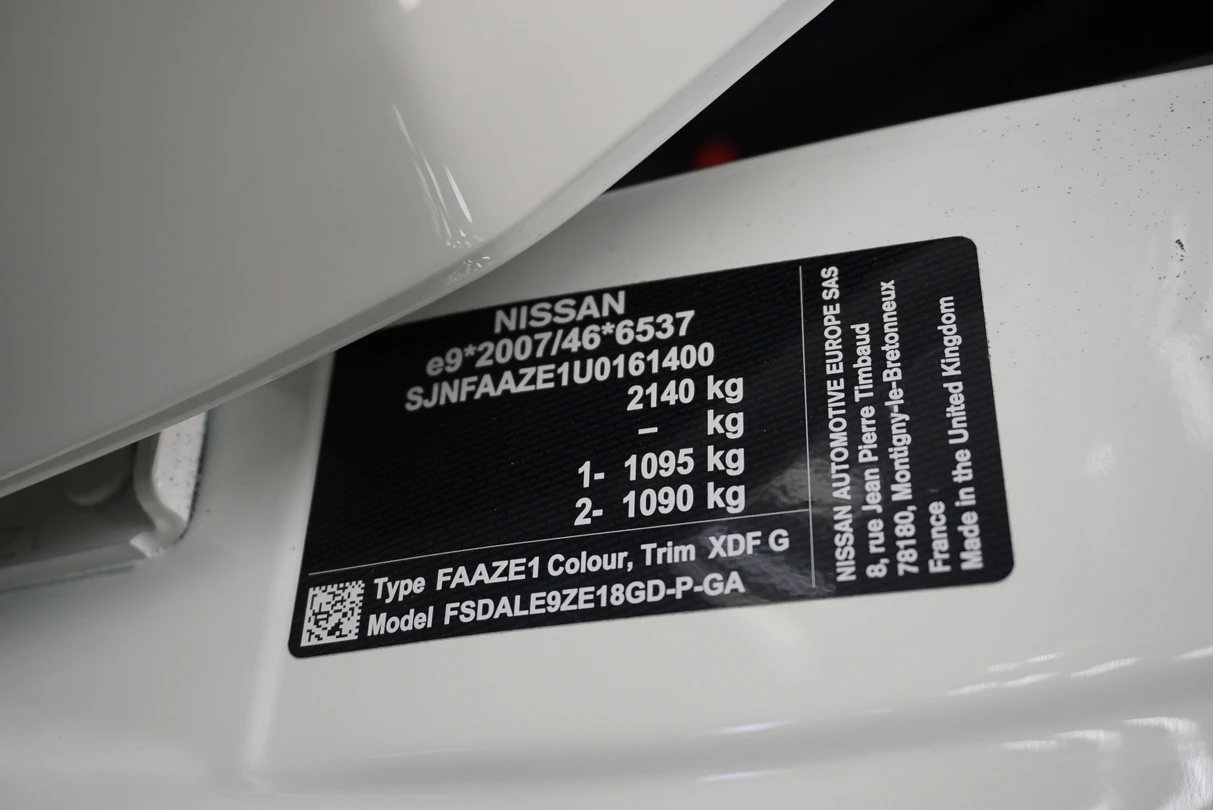 NISSAN
e9*2007/46*6537
SJNFAAZE1U0161400
2140 kg
– kg
1- 1095 kg
2- 1090 kg
Type FAAZE1 Colour, Trim XDF G
Model FSDALE9ZE18GD-P-GA
NISSAN AUTOMOTIVE EUROPE SAS
8, rue Jean Pierre Timbaud
78180, Montigny-le-Bretonneux
France
Made in the United Kingdom